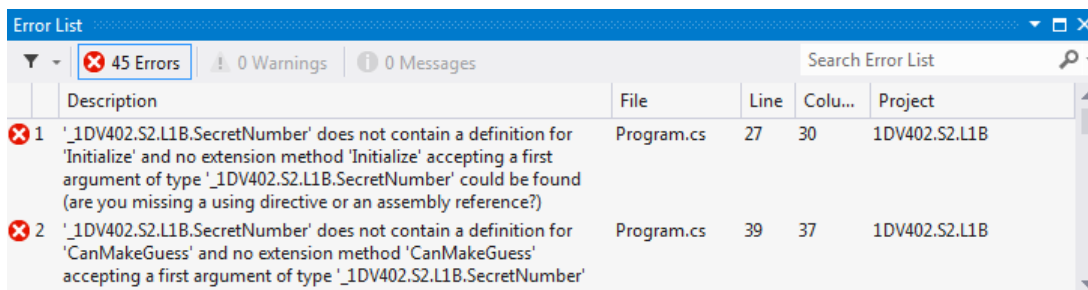 Error List
45 Errors 0 Warnings 0 Messages Search Error List
Description File Line Colu... Project
1 '_1DV402.S2.L1B.SecretNumber' does not contain a definition for Program.cs 27 30 1DV402.S2.L1B
'Initialize' and no extension method 'Initialize' accepting a first
argument of type '_1DV402.S2.L1B.SecretNumber' could be found
(are you missing a using directive or an assembly reference?)
2 '_1DV402.S2.L1B.SecretNumber' does not contain a definition for Program.cs 39 37 1DV402.S2.L1B
'CanMakeGuess' and no extension method 'CanMakeGuess'
accepting a first argument of type '_1DV402.S2.L1B.SecretNumber'